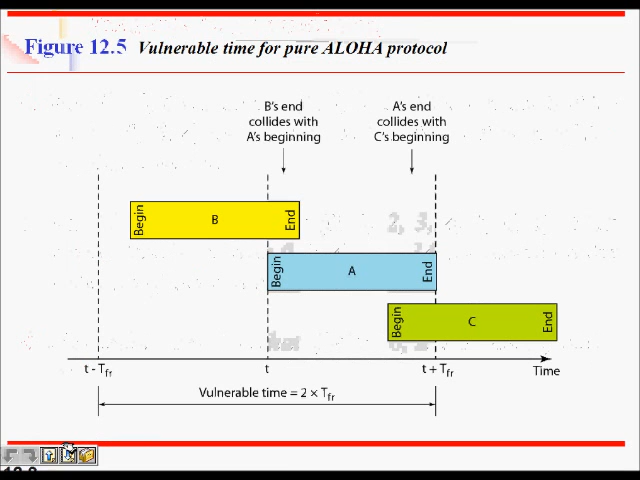 Figure 12.5 Vulnerable time for pure ALOHA protocol
B's end
collides with
A's beginning
A's end
collides with
C's beginning
Begin B End
Begin A End
Begin C End
t - Tfr
t
t + Tfr
Time
Vulnerable time = 2 × Tfr